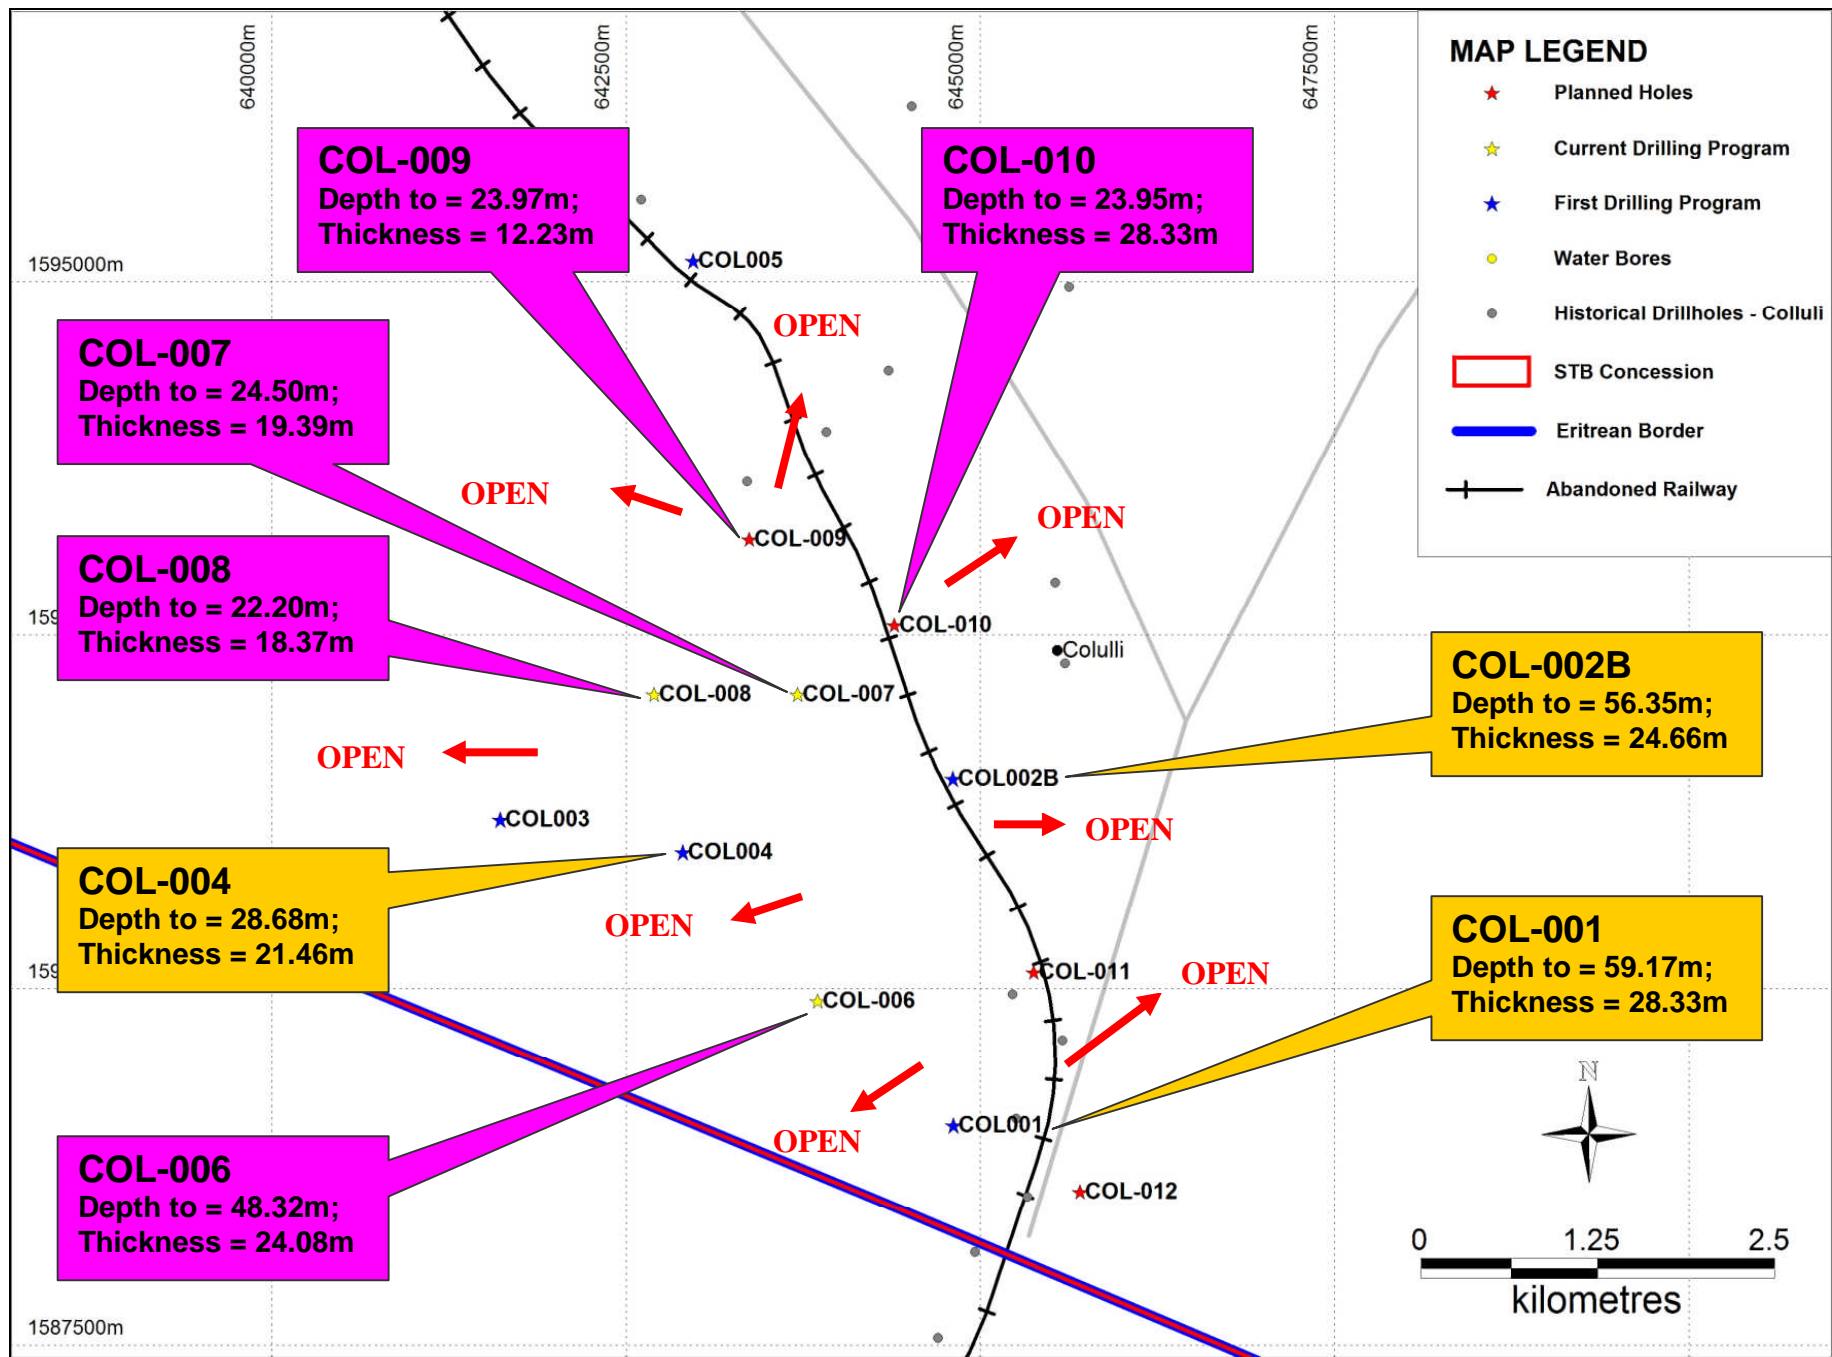 640000m
642500m
645000m
647500m
MAP LEGEND
Planned Holes
Current Drilling Program
First Drilling Program
Water Bores
Historical Drillholes - Colluli
STB Concession
Eritrean Border
Abandoned Railway
COL-009
Depth to = 23.97m;
Thickness = 12.23m
COL-010
Depth to = 23.95m;
Thickness = 28.33m
1595000m
COL005
OPEN
COL-007
Depth to = 24.50m;
Thickness = 19.39m
OPEN
COL-009
OPEN
COL-008
Depth to = 22.20m;
Thickness = 18.37m
159
COL-010
Colulli
COL-008
COL-007
COL-002B
Depth to = 56.35m;
Thickness = 24.66m
OPEN
COL002B
COL003
OPEN
COL004
COL-004
Depth to = 28.68m;
Thickness = 21.46m
OPEN
COL-001
Depth to = 59.17m;
Thickness = 28.33m
159
COL-011
OPEN
COL-006
COL001
OPEN
N
COL-006
Depth to = 48.32m;
Thickness = 24.08m
COL-012
0 1.25 2.5
kilometres
1587500m